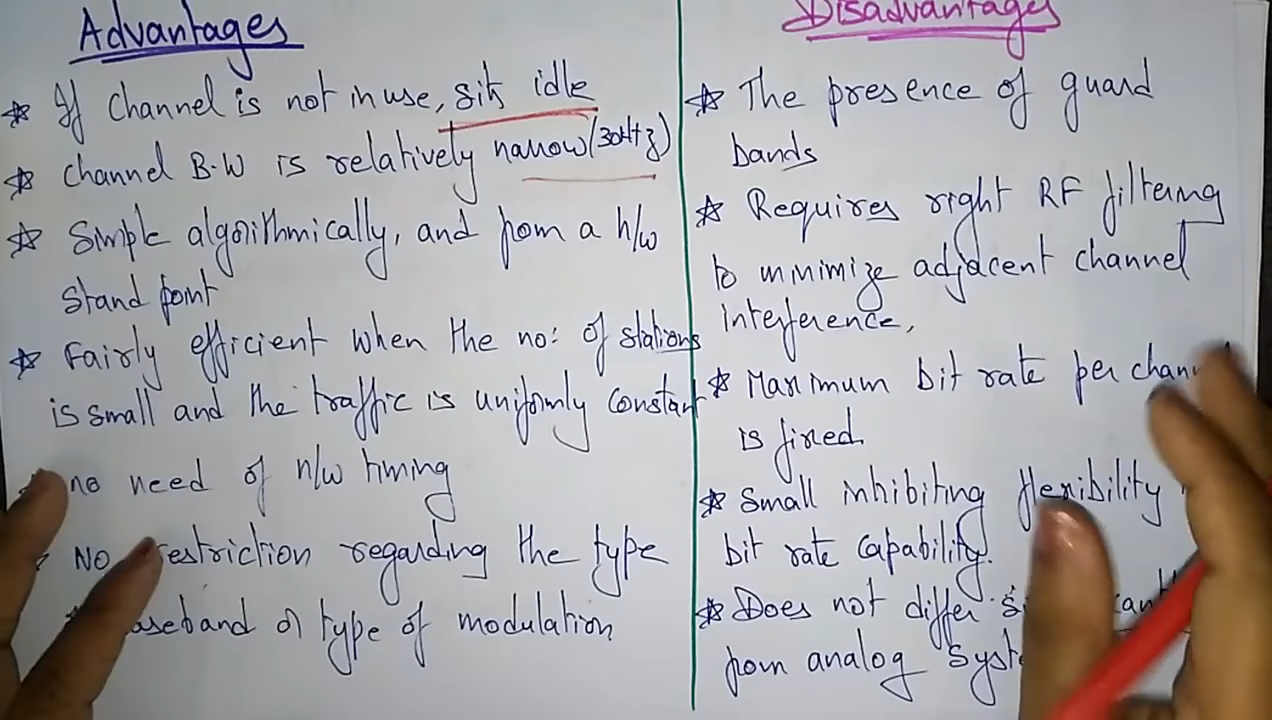 Advantages
☆ If channel is not in use, sits idle
☆ channel B.W is relatively narrow (30Hz)
☆ Simple algorithmically, and from a h/w
stand point
☆ Fairly efficient when the no: of stations
is small and the traffic is uniformly constant
no need of n/w timing
No restriction regarding the type
baseband or type of modulation
Disadvantages
☆ The presence of guard
bands
☆ Requires right RF filtering
to minimize adjacent channel
interference,
☆ Maximum bit rate per channel
is fixed.
☆ Small inhibiting flexibility
bit rate capability.
☆ Does not differ
from analog